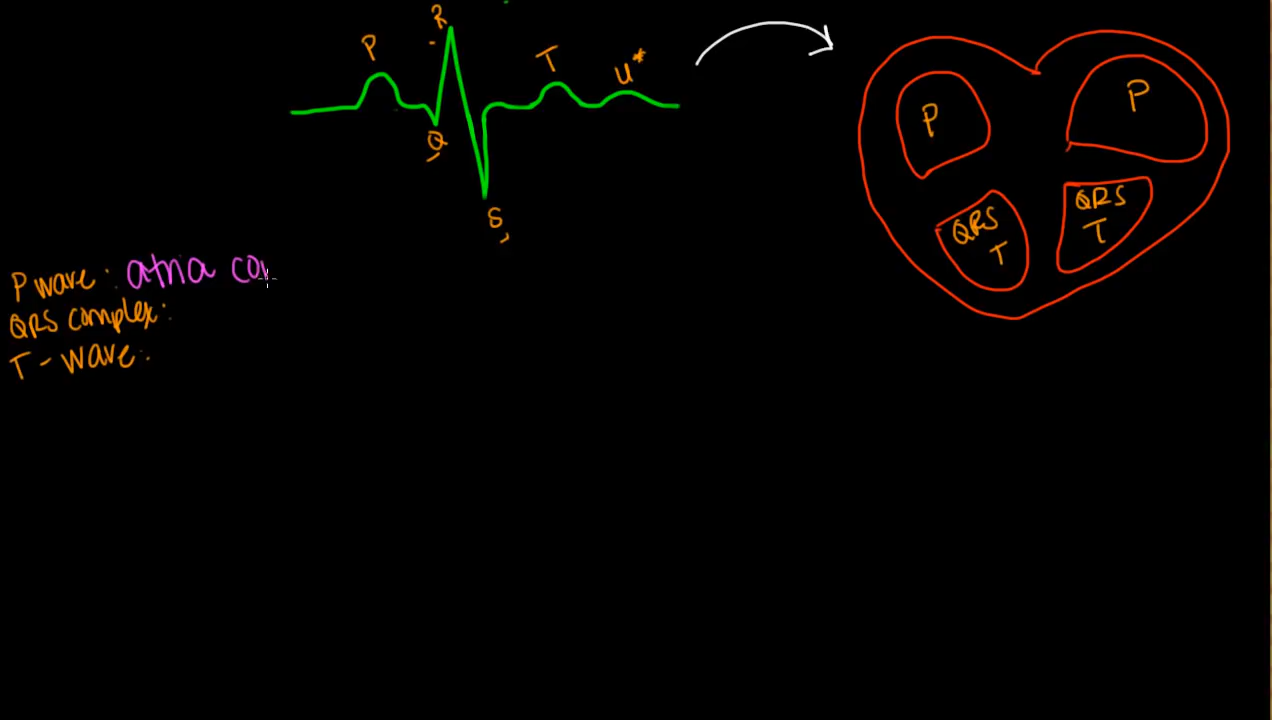 R
P
T
U*
Q
S
P
P
QRS
T
QRS
T
P wave: atria co
QRS complex:
T - wave: